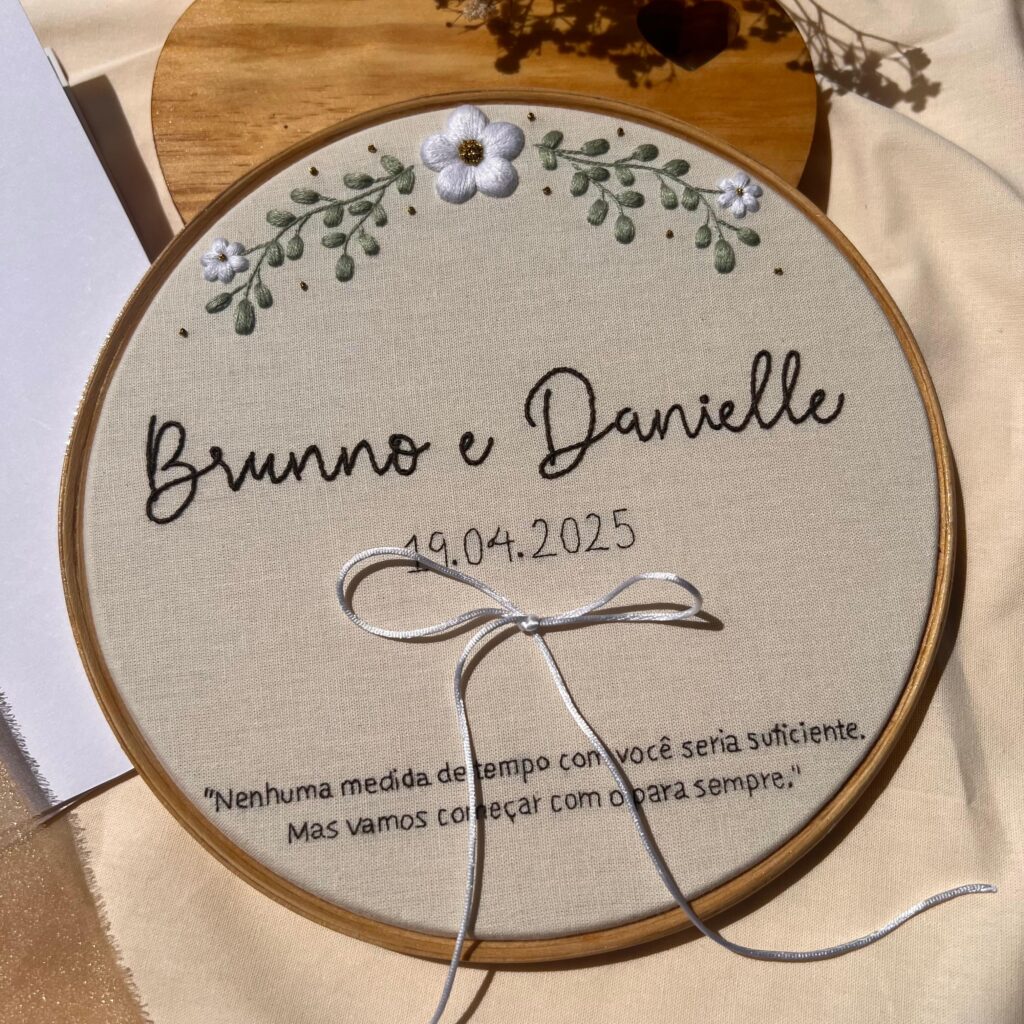 Brunno e Danielle
19.04.2025
"Nenhuma medida de tempo com você seria suficiente.
Mas vamos começar com o para sempre."